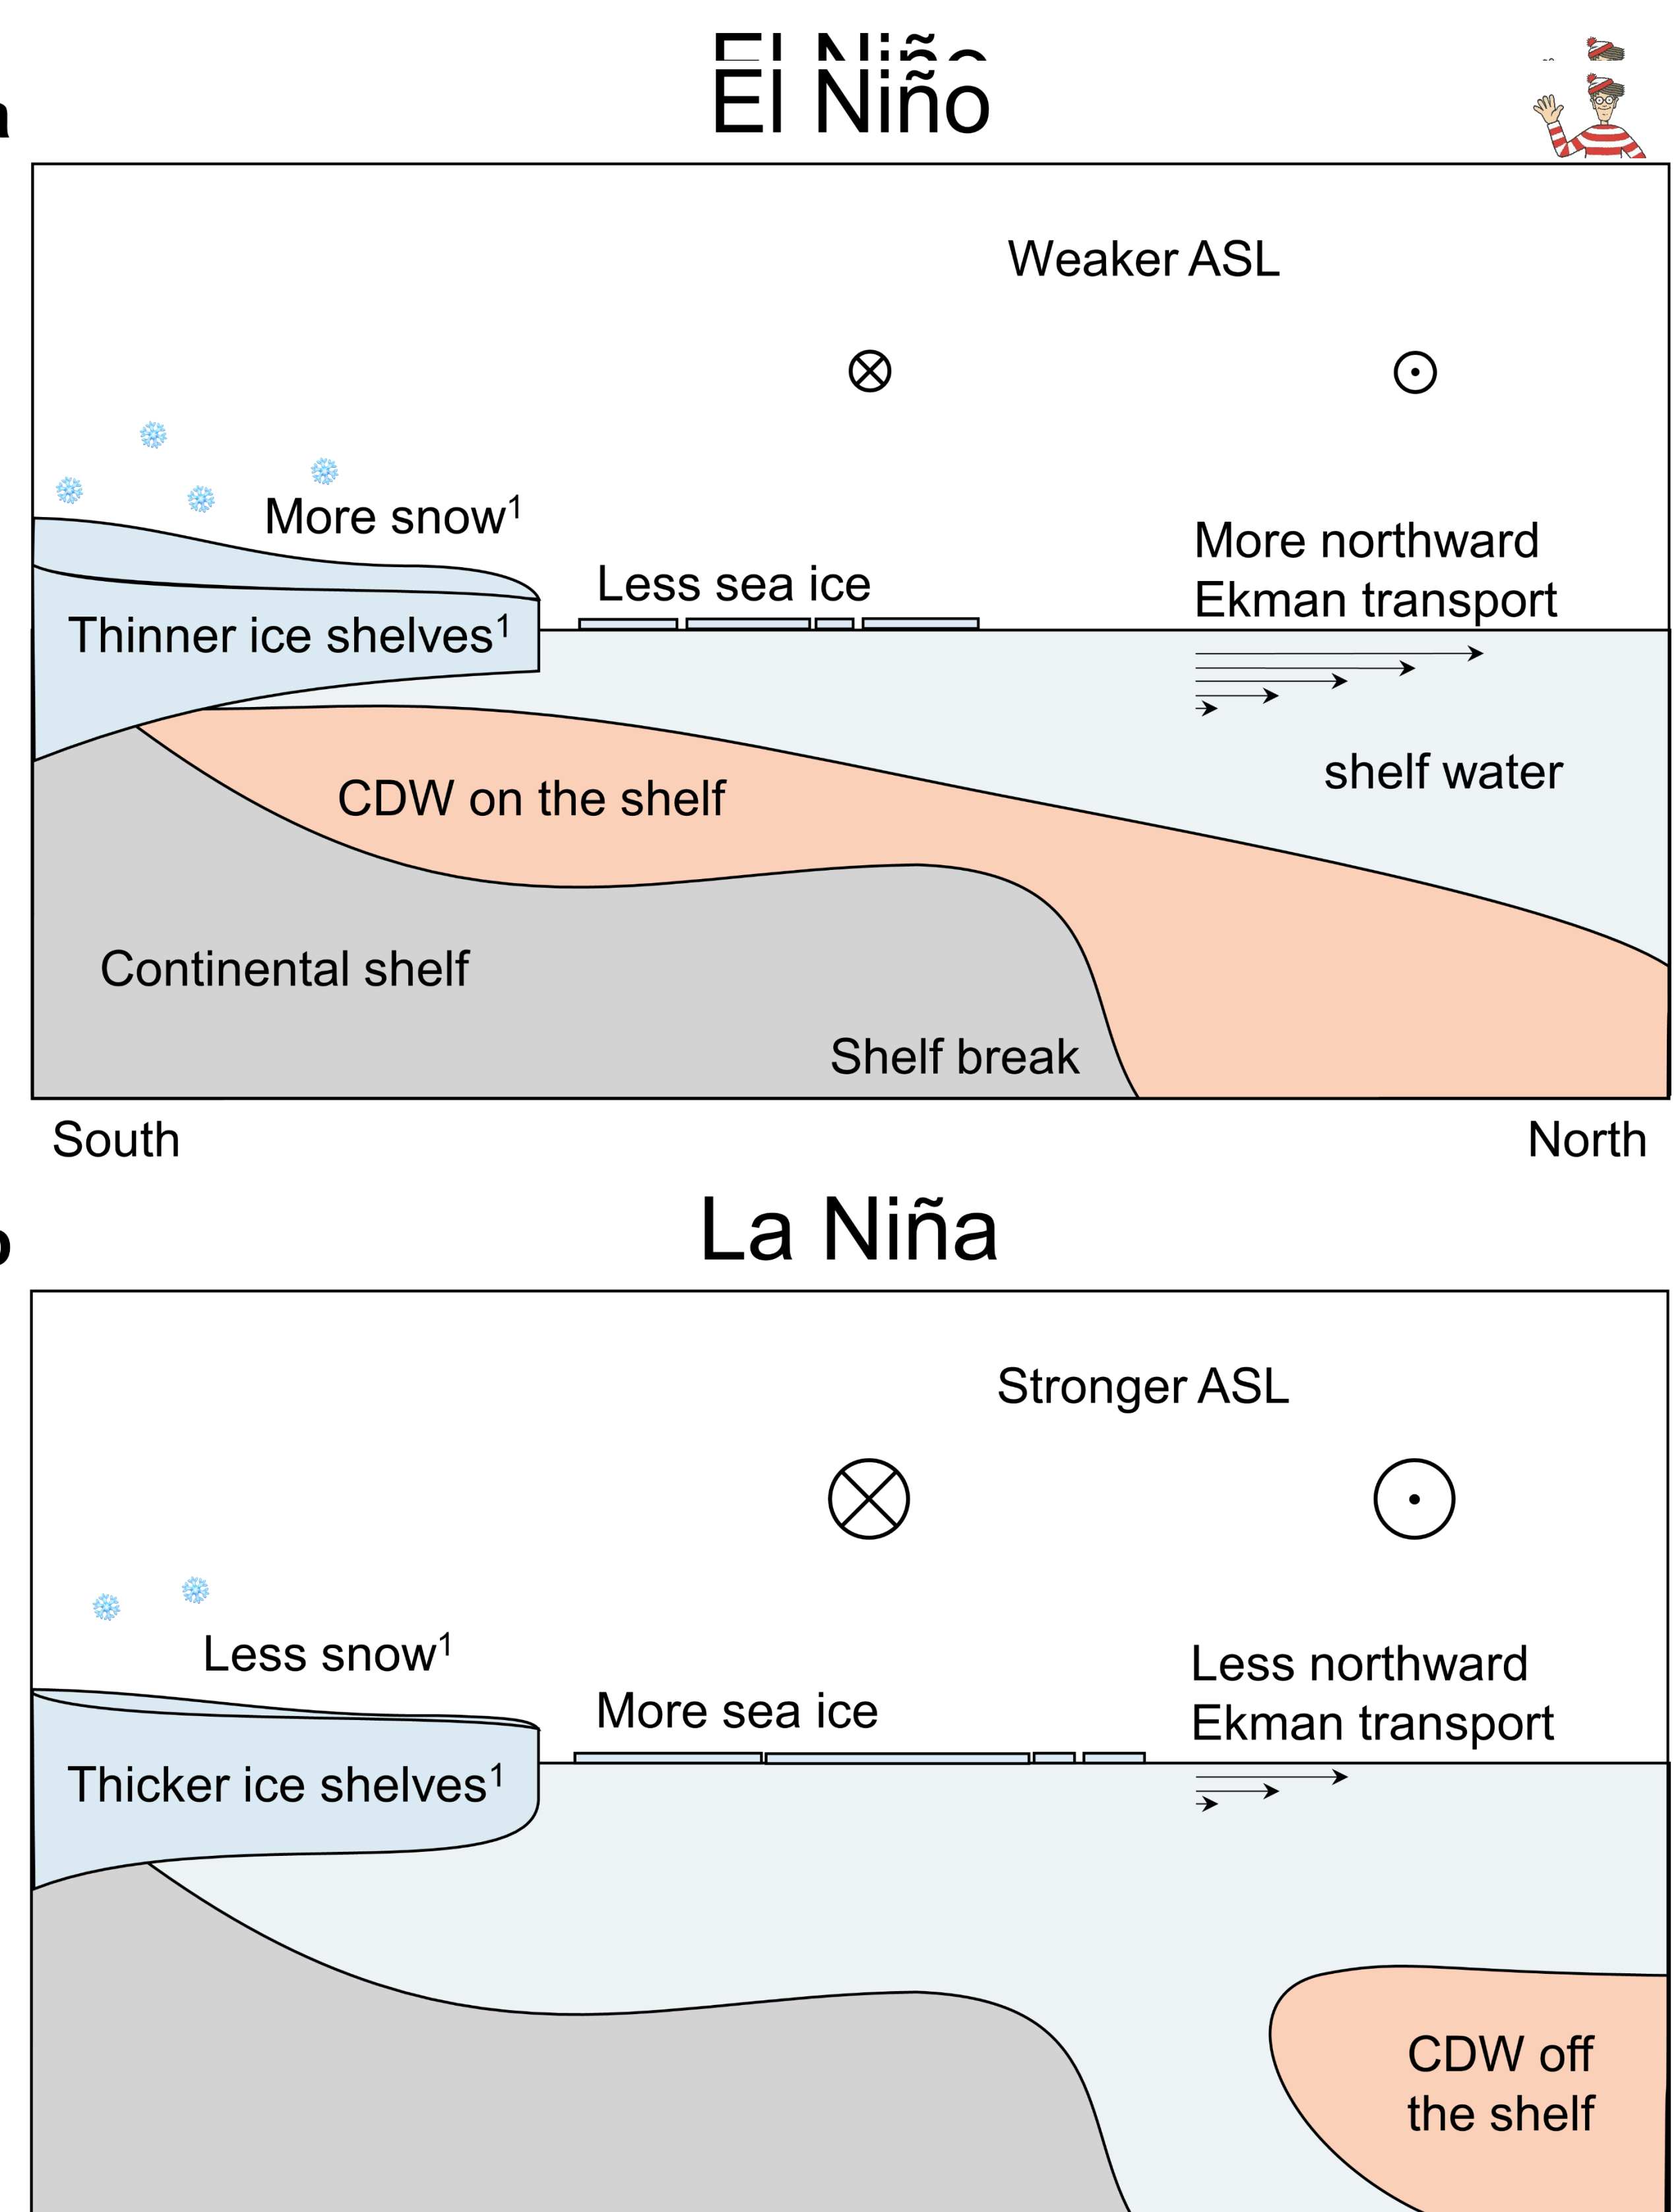 El Niño
El Niño
Weaker ASL
More snow¹
Less sea ice
More northward
Ekman transport
Thinner ice shelves¹
shelf water
CDW on the shelf
Continental shelf
Shelf break
South
North
La Niña
Stronger ASL
Less snow¹
More sea ice
Less northward
Ekman transport
Thicker ice shelves¹
CDW off
the shelf